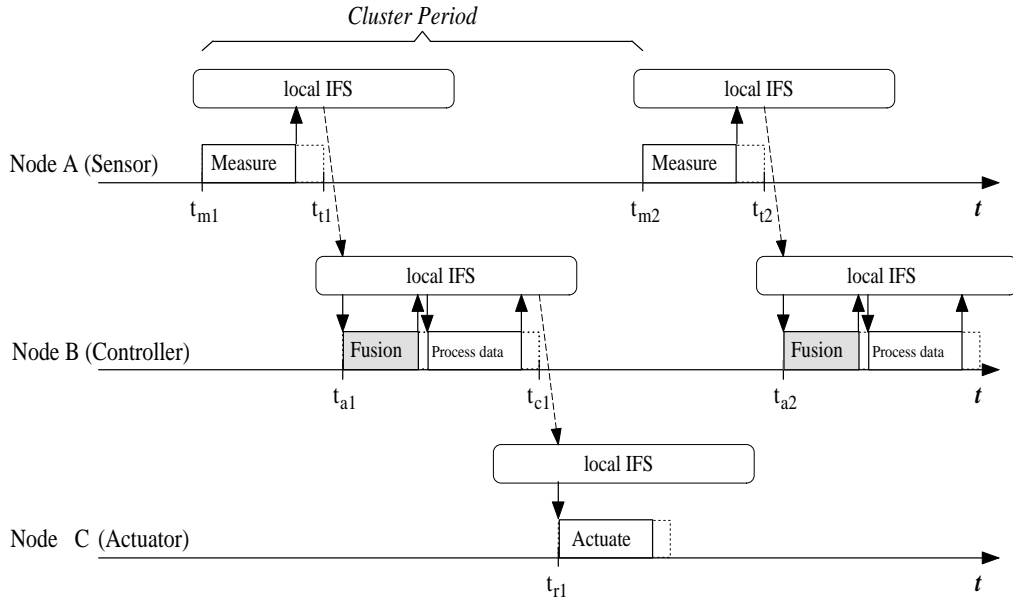 Cluster Period
local IFS
local IFS
Node A (Sensor)
Measure
Measure
t_m1
t_t1
t_m2
t_t2
t
local IFS
local IFS
Node B (Controller)
Fusion
Process data
Fusion
Process data
t_a1
t_c1
t_a2
t
local IFS
Node C (Actuator)
Actuate
t_r1
t